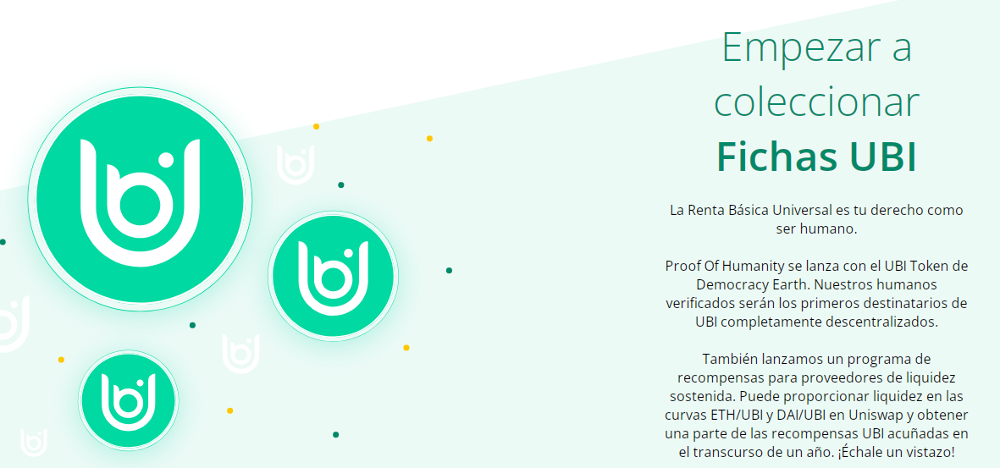 Empezar a
coleccionar
Fichas UBI
La Renta Básica Universal es tu derecho como
ser humano.
Proof Of Humanity se lanza con el UBI Token de
Democracy Earth. Nuestros humanos
verificados serán los primeros destinatarios de
UBI completamente descentralizados.
También lanzamos un programa de
recompensas para proveedores de liquidez
sostenida. Puede proporcionar liquidez en las
curvas ETH/UBI y DAI/UBI en Uniswap y obtener
una parte de las recompensas UBI acuñadas en
el transcurso de un año. ¡Échale un vistazo!